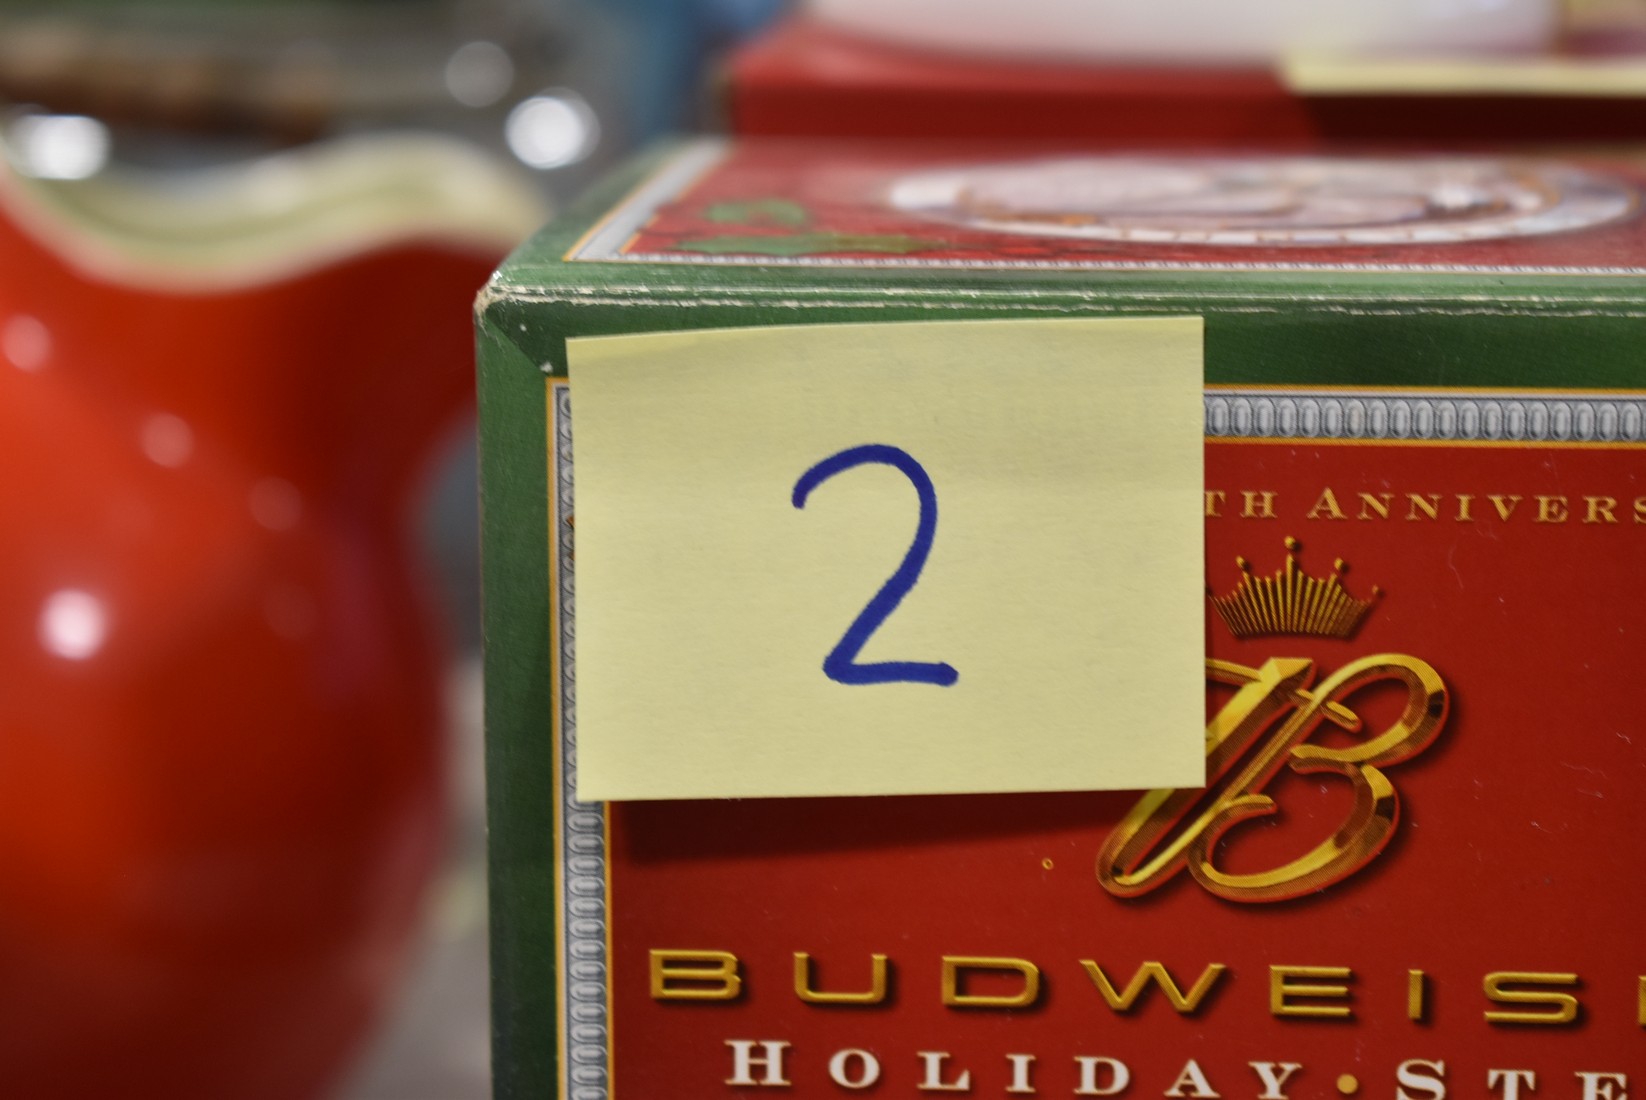 2
TH ANNIVERS
B
BUDWEIS
HOLIDAY • STE